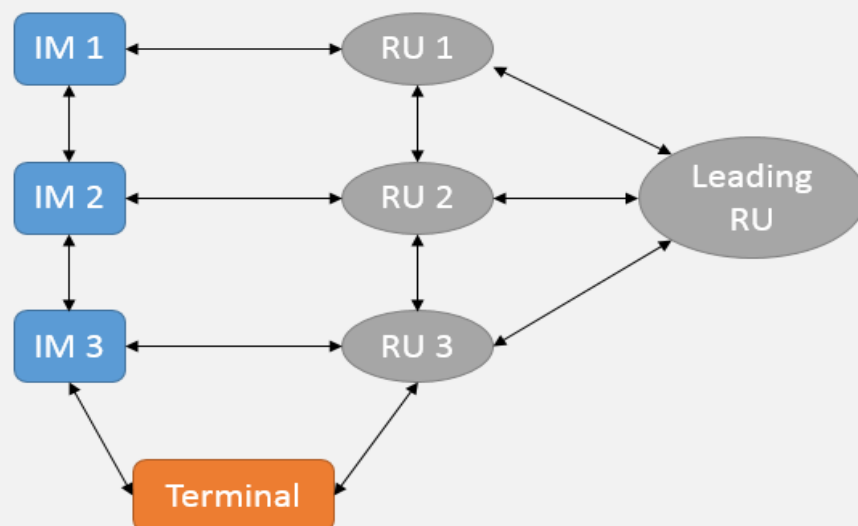 IM 1
RU 1
IM 2
RU 2
Leading
RU
IM 3
RU 3
Terminal